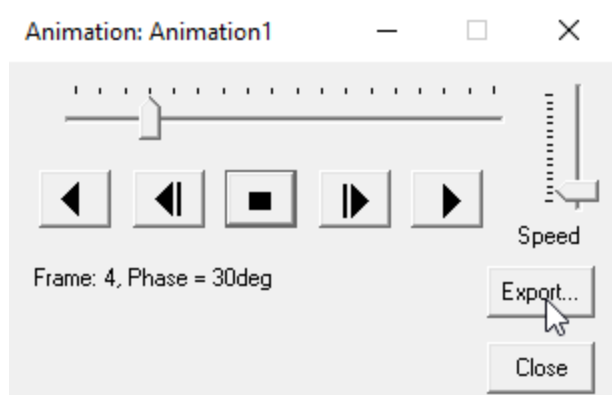 Animation: Animation1
Speed
Frame: 4, Phase = 30deg
Export...
Close